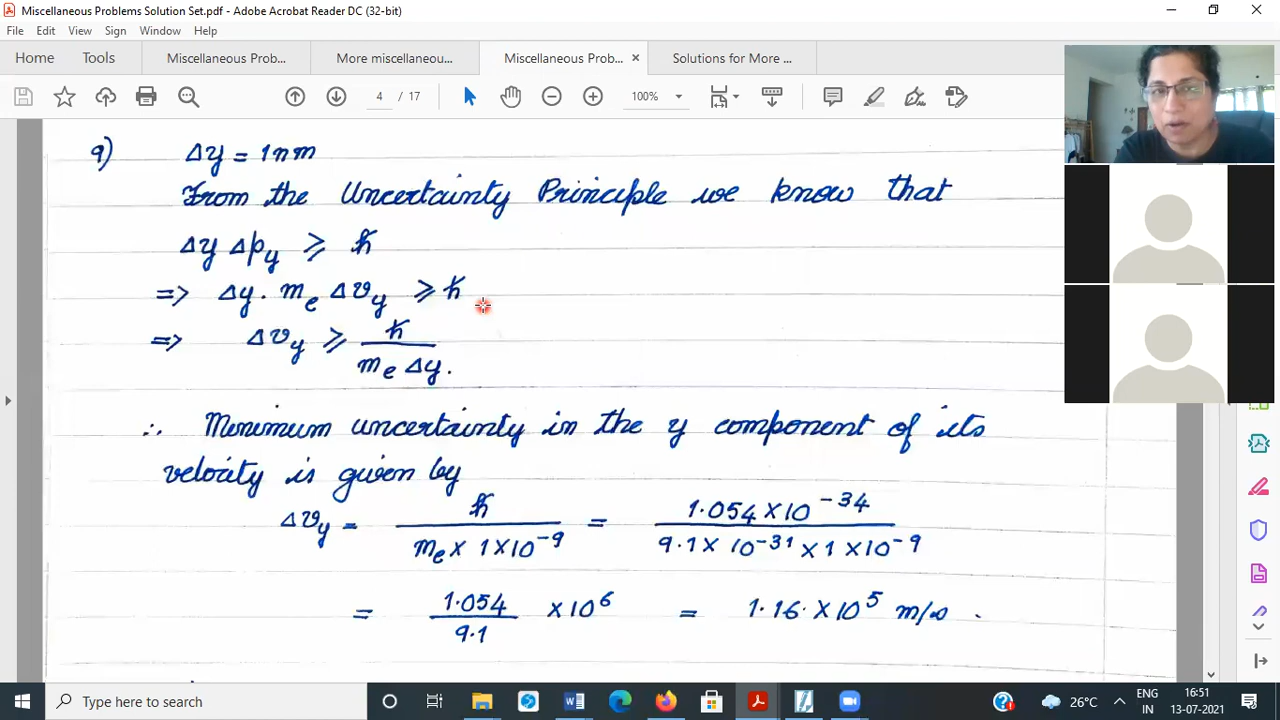 Miscellaneous Problems Solution Set.pdf - Adobe Acrobat Reader DC (32-bit)
File Edit View Sign Window Help
Home Tools Miscellaneous Prob... More miscellaneou... Miscellaneous Prob... × Solutions for More ...
4 / 17 100%
9) Δy = 1nm
From the Uncertainty Principle we know that
Δy Δp_y ≥ ℏ
=> Δy. m_e Δv_y ≥ ℏ
=> Δv_y ≥ ℏ / (m_e Δy).
∴ Minimum uncertainty in the y component of its
velocity is given by
Δv_y = ℏ / (m_e × 1×10^-9) = (1.054 ×10^-34) / (9.1× 10^-31 × 1 ×10^-9)
= (1.054 / 9.1) ×10^6 = 1.16 × 10^5 m/s .
Type here to search
26°C ENG 16:51
IN 13-07-2021